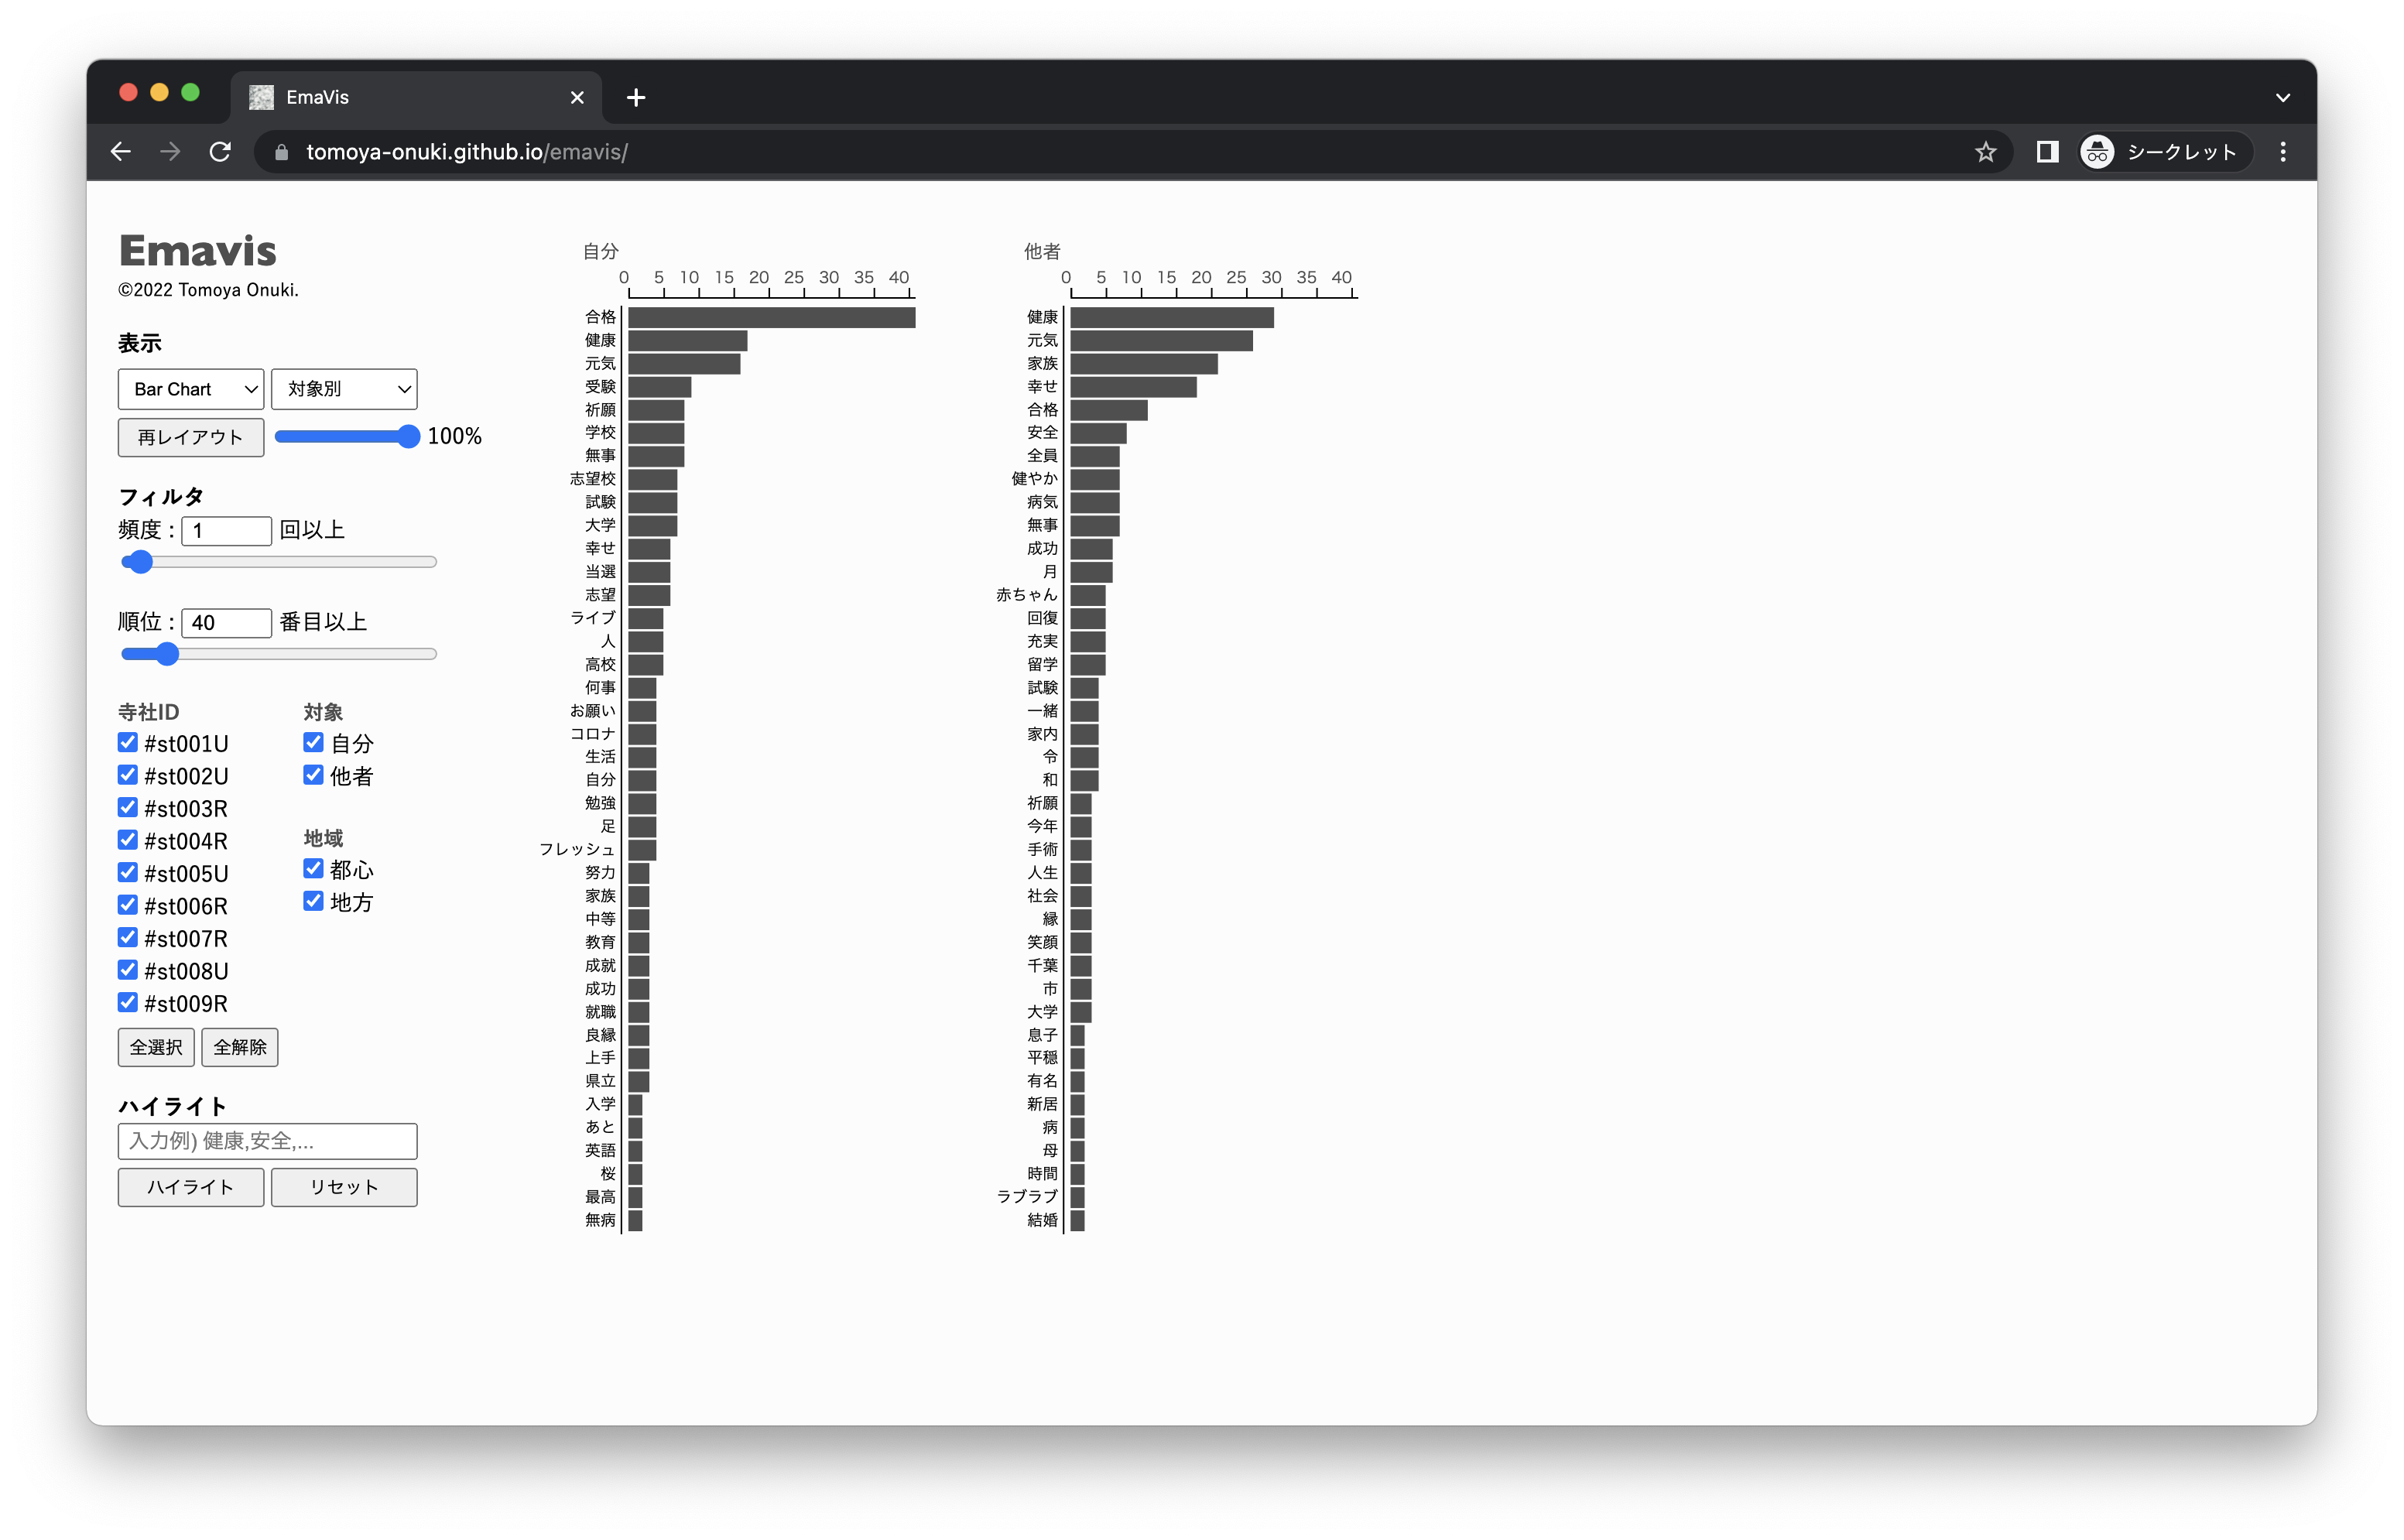 EmaVis
tomoya-onuki.github.io/emavis/
シークレット
Emavis
©2022 Tomoya Onuki.
表示
Bar Chart
対象別
再レイアウト
100%
フィルタ
頻度 : 1 回以上
順位 : 40 番目以上
寺社ID
#st001U
#st002U
#st003R
#st004R
#st005U
#st006R
#st007R
#st008U
#st009R
対象
自分
他者
地域
都心
地方
全選択
全解除
ハイライト
入力例) 健康,安全,...
ハイライト
リセット
自分
0 5 10 15 20 25 30 35 40
合格
健康
元気
受験
祈願
学校
無事
志望校
試験
大学
幸せ
当選
志望
ライブ
人
高校
何事
お願い
コロナ
生活
自分
勉強
足
フレッシュ
努力
家族
中等
教育
成就
成功
就職
良縁
上手
県立
入学
あと
英語
桜
最高
無病
他者
0 5 10 15 20 25 30 35 40
健康
元気
家族
幸せ
合格
安全
全員
健やか
病気
無事
成功
月
赤ちゃん
回復
充実
留学
試験
一緒
家内
令
和
祈願
今年
手術
人生
社会
縁
笑顔
千葉
市
大学
息子
平穏
有名
新居
病
母
時間
ラブラブ
結婚